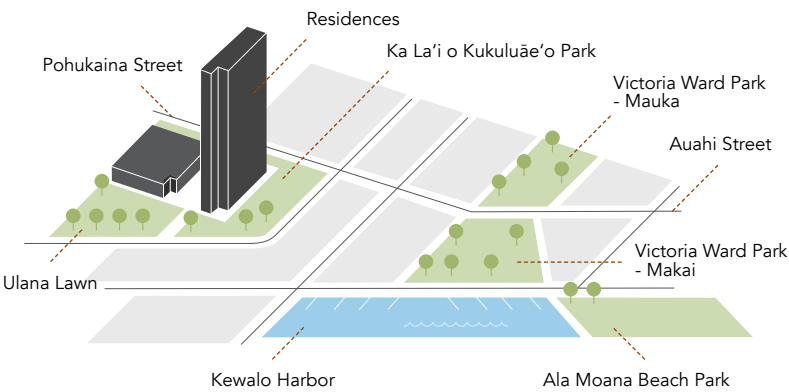 Residences
Pohukaina Street
Ka La‘i o Kukuluāe‘o Park
Victoria Ward Park
- Mauka
Auahi Street
Victoria Ward Park
- Makai
Ulana Lawn
Kewalo Harbor
Ala Moana Beach Park